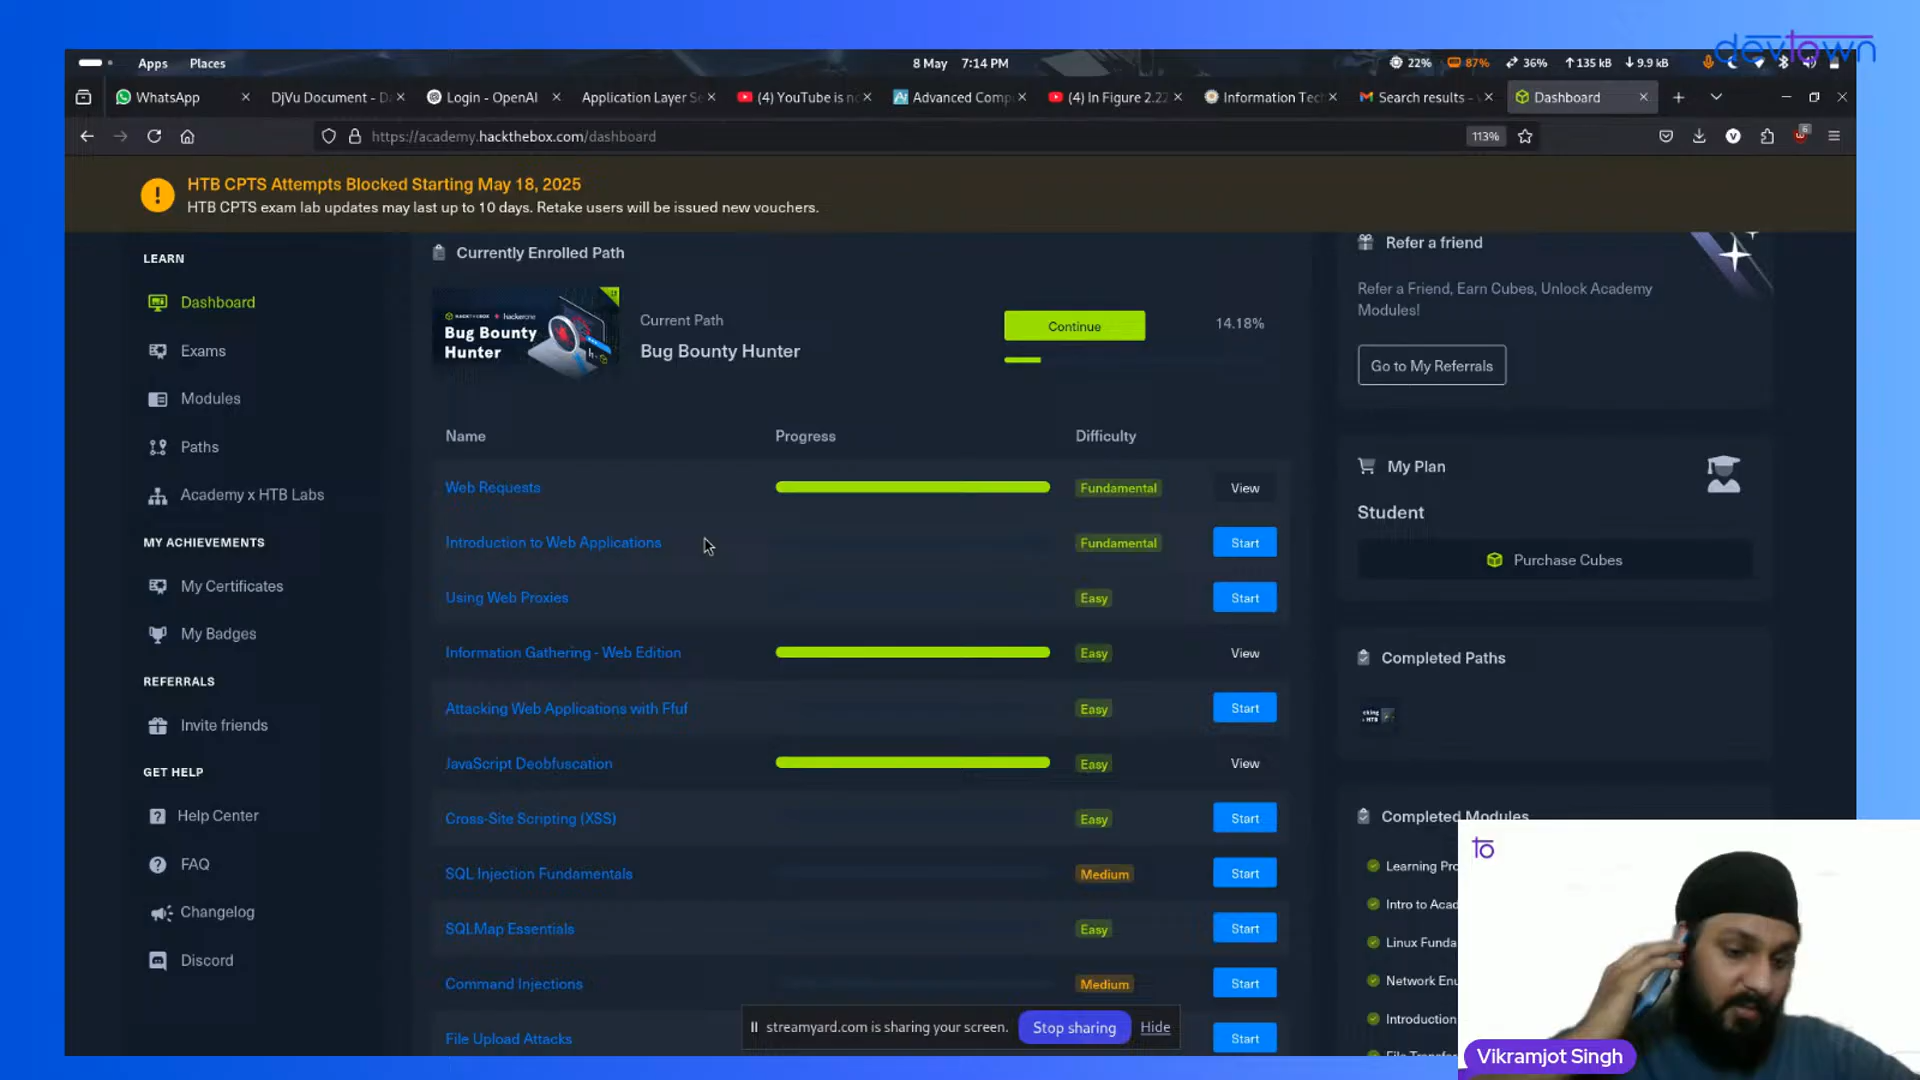 devtown
Apps Places 8 May 7:14 PM 22% 87% 36% 135 kB 9.9 kB
WhatsApp
DjVu Document - D
Login - OpenAI
Application Layer Se
(4) YouTube is no
Advanced Comp
(4) In Figure 2.22
Information Tech
Search results -
Dashboard
https://academy.hackthebox.com/dashboard 113%
HTB CPTS Attempts Blocked Starting May 18, 2025
HTB CPTS exam lab updates may last up to 10 days. Retake users will be issued new vouchers.
LEARN
Dashboard
Exams
Modules
Paths
Academy x HTB Labs
MY ACHIEVEMENTS
My Certificates
My Badges
REFERRALS
Invite friends
GET HELP
Help Center
FAQ
Changelog
Discord
Currently Enrolled Path
HACKTHEBOX hackerone
Bug Bounty
Hunter
Current Path
Bug Bounty Hunter
Continue
14.18%
Name Progress Difficulty
Web Requests Fundamental View
Introduction to Web Applications Fundamental Start
Using Web Proxies Easy Start
Information Gathering - Web Edition Easy View
Attacking Web Applications with Ffuf Easy Start
JavaScript Deobfuscation Easy View
Cross-Site Scripting (XSS) Easy Start
SQL Injection Fundamentals Medium Start
SQLMap Essentials Easy Start
Command Injections Medium Start
File Upload Attacks Start
Refer a friend
Refer a Friend, Earn Cubes, Unlock Academy
Modules!
Go to My Referrals
My Plan
Student
Purchase Cubes
Completed Paths
Completed Modules
Learning Pro
Intro to Acad
Linux Funda
Network Enu
Introduction
streamyard.com is sharing your screen. Stop sharing Hide
to
Vikramjot Singh